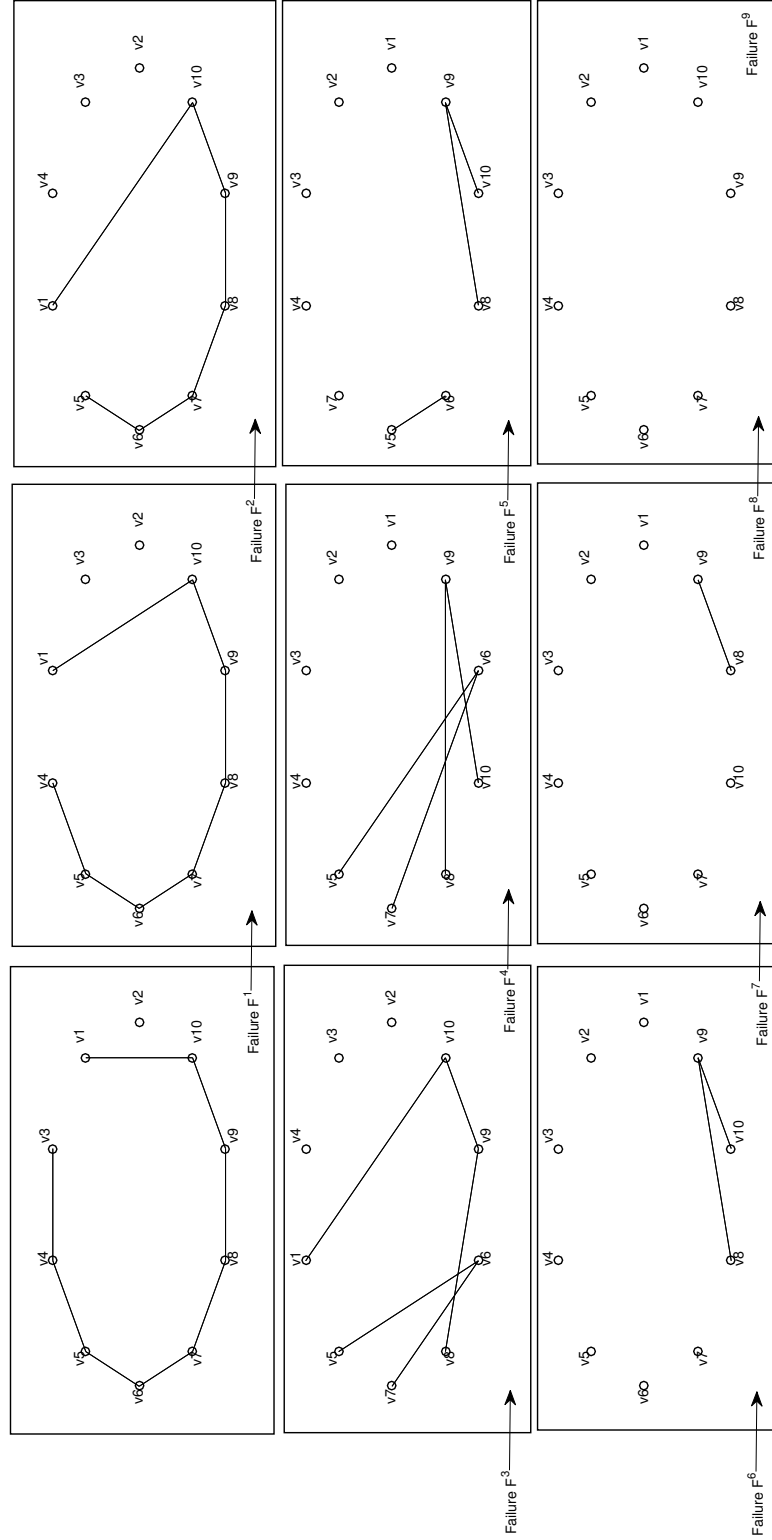 v4 v3
v5 v1
v6 v2
v7 v10
v8 v9
Failure F¹
v4 v1
v5 v3
v6 v2
v7 v10
v8 v9
Failure F²
v1 v4
v5 v3
v6 v2
v7 v10
v8 v9
Failure F³
v1 v4
v5 v3
v7 v2
v8 v10
v6 v9
Failure F⁴
v4 v3
v5 v2
v7 v1
v8 v9
v10 v6
Failure F⁵
v4 v3
v7 v2
v5 v1
v6 v9
v8 v10
Failure F⁶
v4 v3
v5 v2
v6 v1
v7 v9
v8 v10
Failure F⁷
v4 v3
v5 v2
v6 v1
v7 v9
v10 v8
Failure F⁸
v4 v3
v5 v2
v6 v1
v7 v10
v8 v9
Failure F⁹